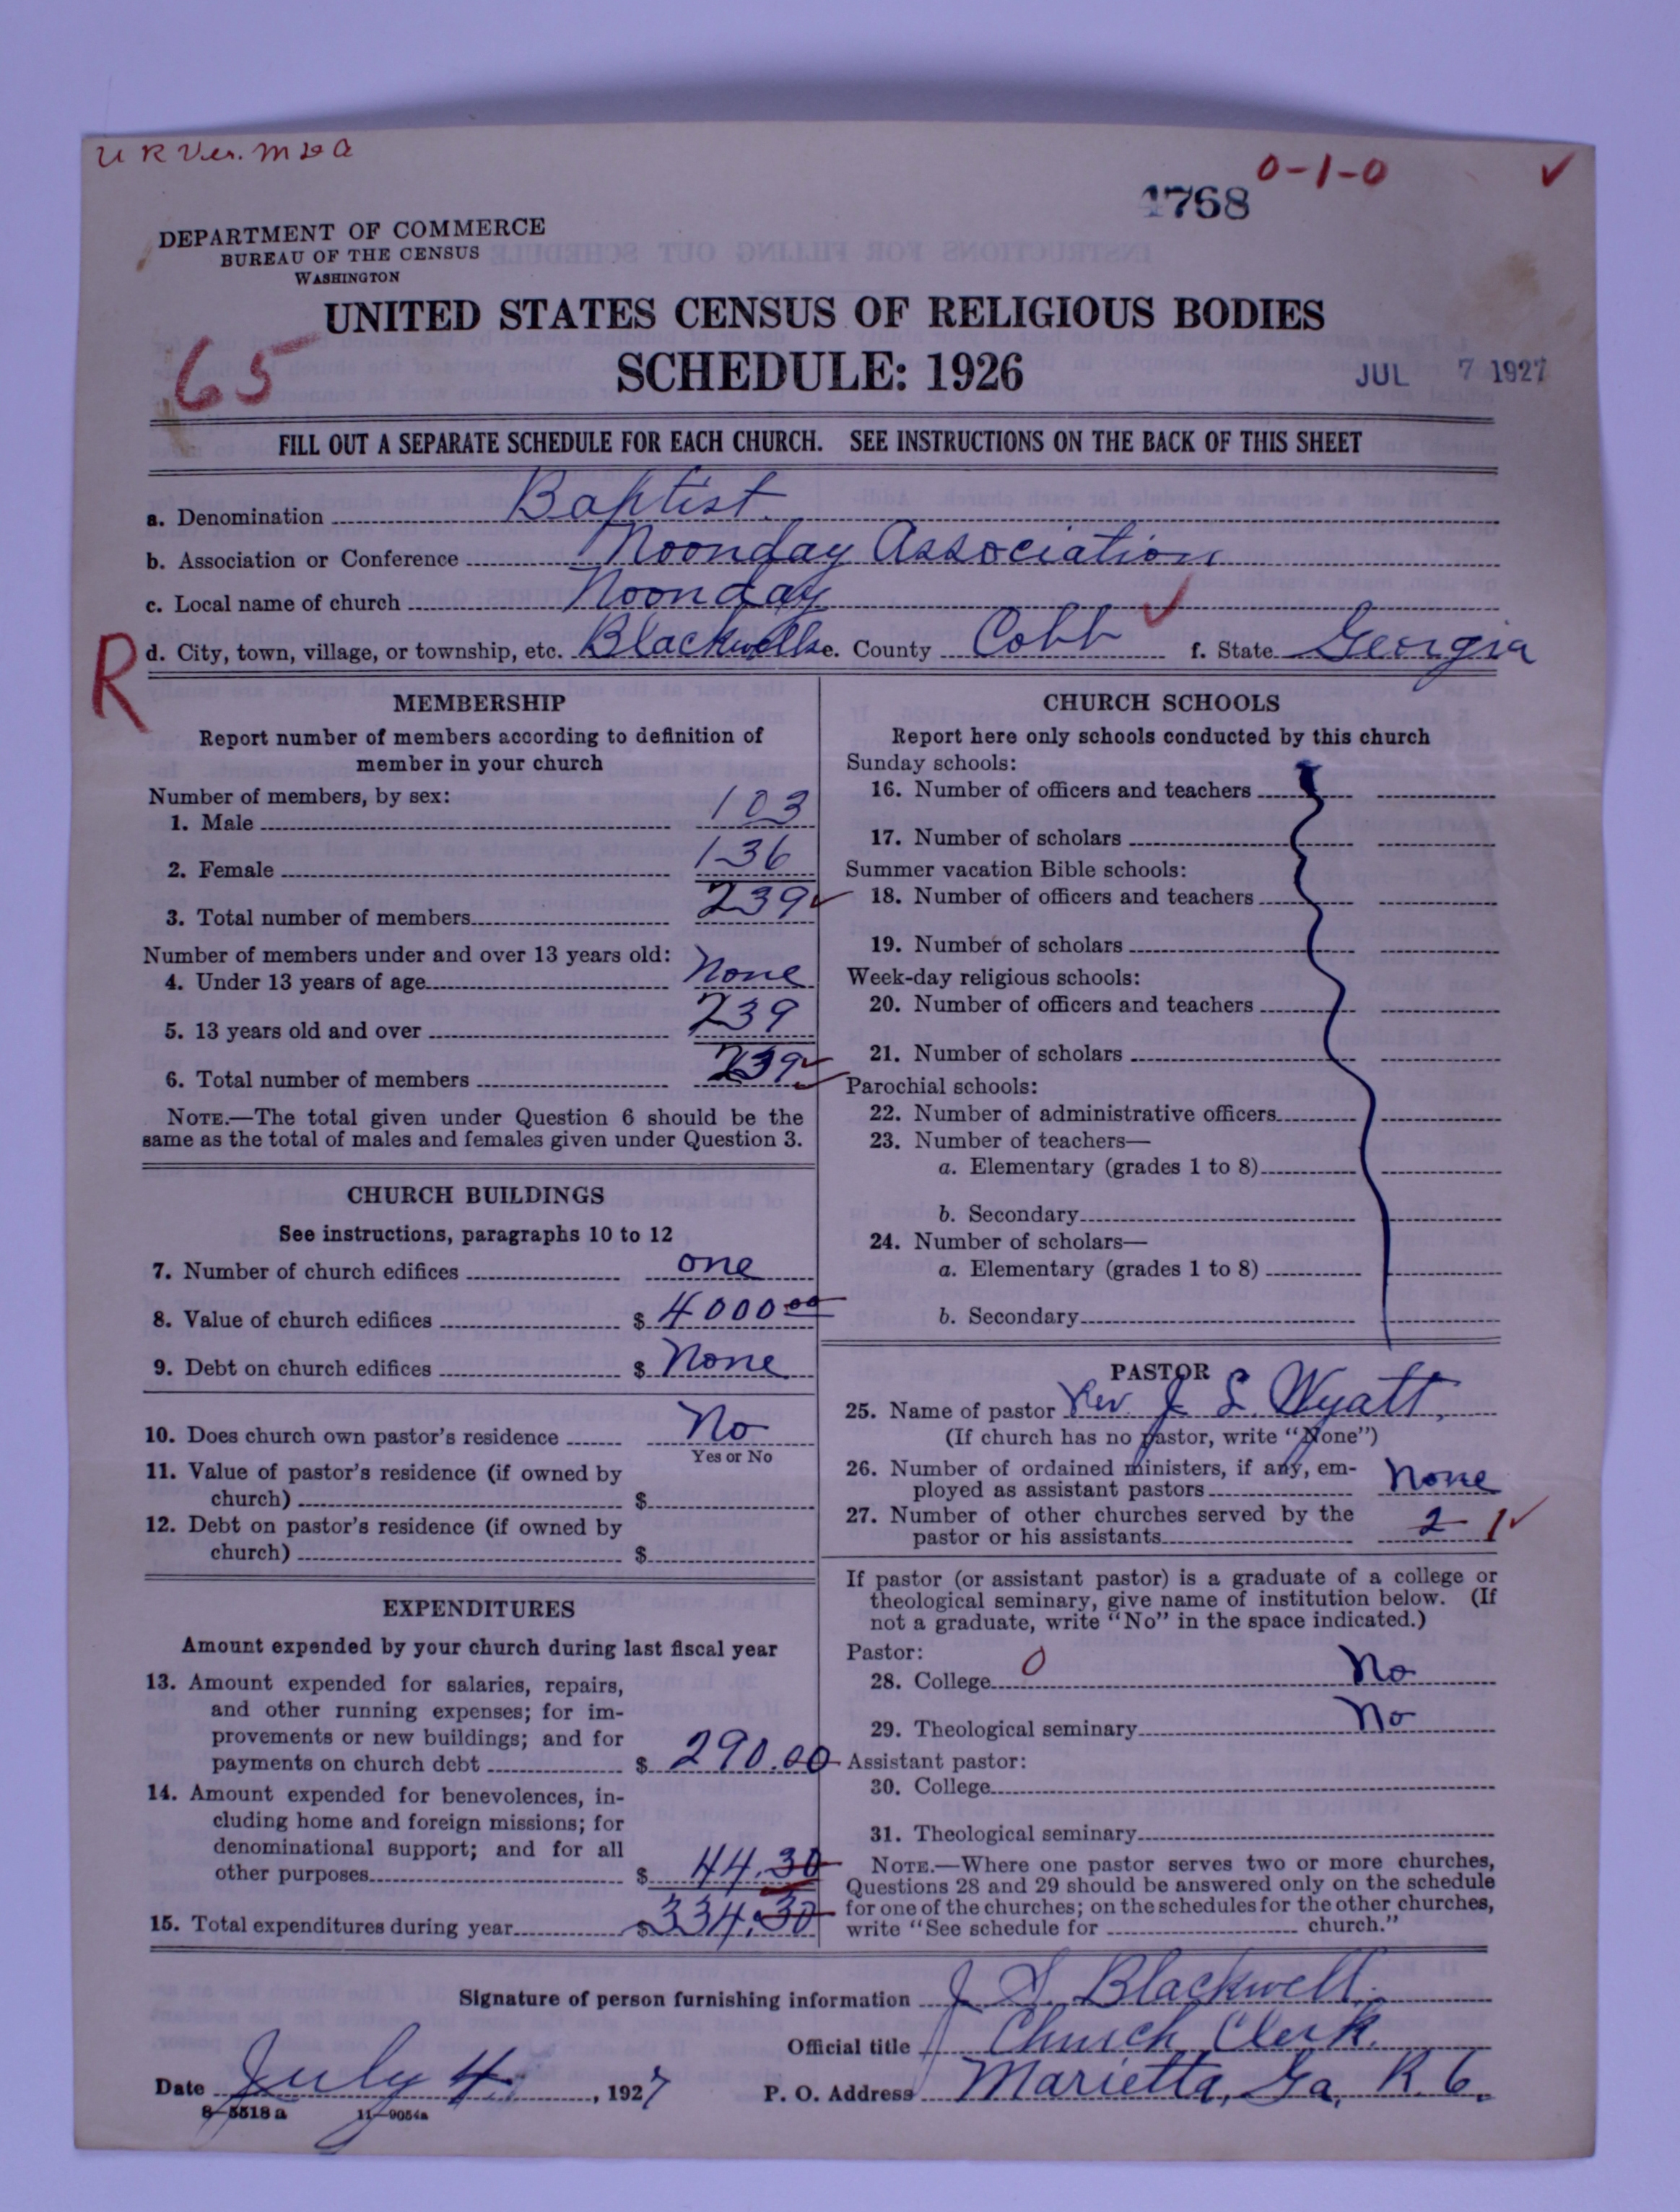 U R Ver. M & A
0-1-0
4768
DEPARTMENT OF COMMERCE
BUREAU OF THE CENSUS
WASHINGTON
UNITED STATES CENSUS OF RELIGIOUS BODIES
65
SCHEDULE: 1926
JUL 7 1927
FILL OUT A SEPARATE SCHEDULE FOR EACH CHURCH. SEE INSTRUCTIONS ON THE BACK OF THIS SHEET
a. Denomination Baptist.
b. Association or Conference Noonday Association
c. Local name of church Noonday
R
d. City, town, village, or township, etc. Blackwells e. County Cobb f. State Georgia
MEMBERSHIP
Report number of members according to definition of
member in your church
Number of members, by sex:
1. Male 103
2. Female 136
3. Total number of members 239
Number of members under and over 13 years old:
4. Under 13 years of age None
5. 13 years old and over 239
6. Total number of members 239
NOTE.—The total given under Question 6 should be the
same as the total of males and females given under Question 3.
CHURCH BUILDINGS
See instructions, paragraphs 10 to 12
7. Number of church edifices one
8. Value of church edifices $ 4000.00
9. Debt on church edifices $ None
10. Does church own pastor's residence No
Yes or No
11. Value of pastor's residence (if owned by
church) $
12. Debt on pastor's residence (if owned by
church) $
EXPENDITURES
Amount expended by your church during last fiscal year
13. Amount expended for salaries, repairs,
and other running expenses; for im-
provements or new buildings; and for
payments on church debt $ 290.00
14. Amount expended for benevolences, in-
cluding home and foreign missions; for
denominational support; and for all
other purposes $ 44.30
15. Total expenditures during year $ 334.30
CHURCH SCHOOLS
Report here only schools conducted by this church
Sunday schools:
16. Number of officers and teachers
17. Number of scholars
Summer vacation Bible schools:
18. Number of officers and teachers
19. Number of scholars
Week-day religious schools:
20. Number of officers and teachers
21. Number of scholars
Parochial schools:
22. Number of administrative officers
23. Number of teachers—
a. Elementary (grades 1 to 8)
b. Secondary
24. Number of scholars—
a. Elementary (grades 1 to 8)
b. Secondary
PASTOR
25. Name of pastor Rev. J. S. Wyatt.
(If church has no pastor, write "None")
26. Number of ordained ministers, if any, em-
ployed as assistant pastors None
27. Number of other churches served by the
pastor or his assistants 2 1
If pastor (or assistant pastor) is a graduate of a college or
theological seminary, give name of institution below. (If
not a graduate, write "No" in the space indicated.)
Pastor:
28. College 0 No
29. Theological seminary No
Assistant pastor:
30. College
31. Theological seminary
NOTE.—Where one pastor serves two or more churches,
Questions 28 and 29 should be answered only on the schedule
for one of the churches; on the schedules for the other churches,
write "See schedule for church."
Signature of person furnishing information J. S. Blackwell.
Official title Church Clerk.
Date July 4, 1927 P. O. Address Marietta, Ga, R. 6.
8-5518a 11-9054a